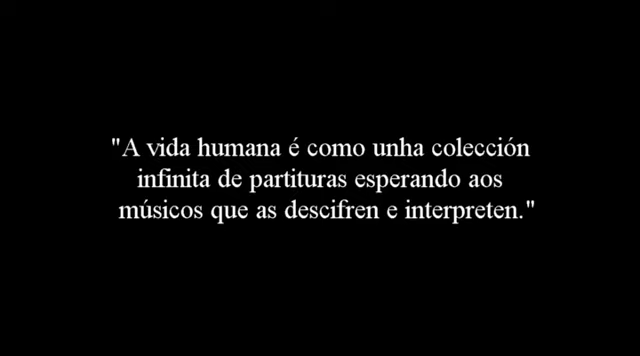 "A vida humana é como unha colección
infinita de partituras esperando aos
músicos que as descifren e interpreten."